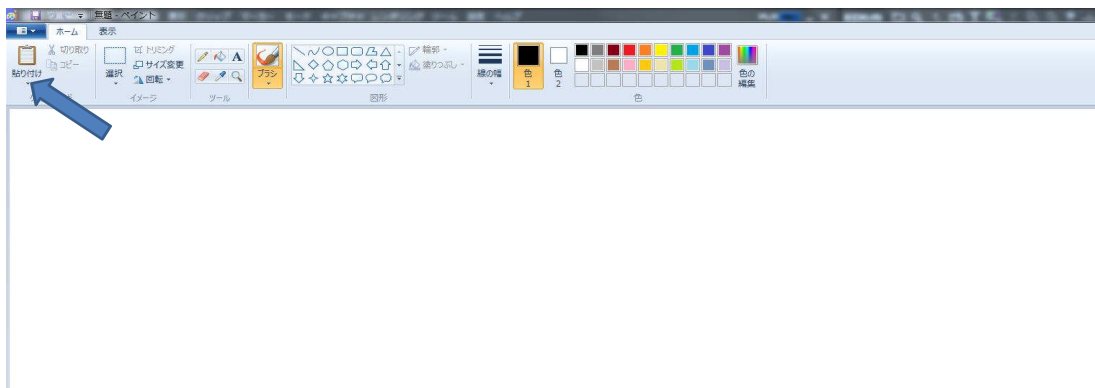 無題 - ペイント
ホーム 表示
貼り付け
切り取り
コピー
選択
トリミング
サイズ変更
回転
イメージ
A
ツール
ブラシ
輪郭
塗りつぶし
図形
線の幅
色
1
色
2
色の
編集
色